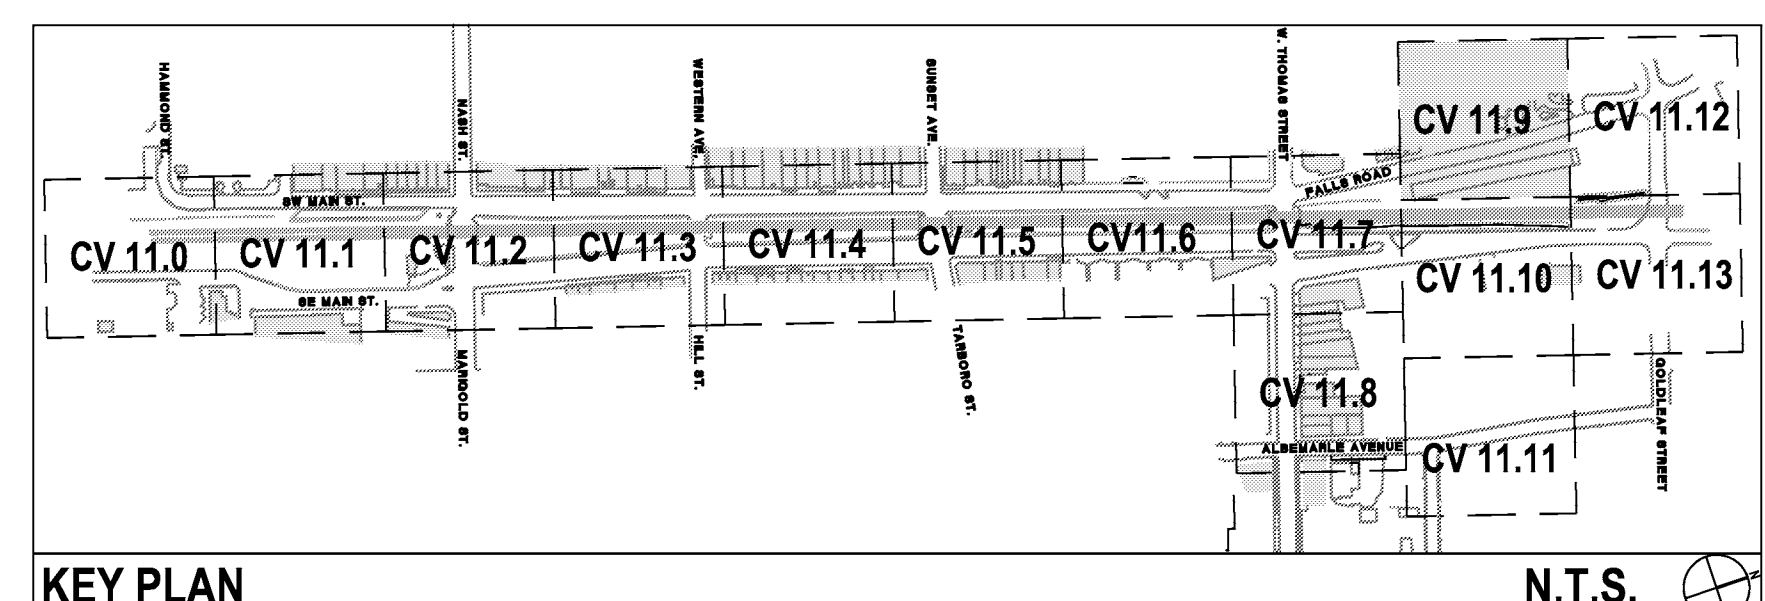 HAMMOND ST.
NASH ST.
WESTERN AVE.
SUNSET AVE.
W. THOMAS STREET
CV 11.9
CV 11.12
FALLS ROAD
SW MAIN ST.
CV 11.0
CV 11.1
CV 11.2
CV 11.3
CV 11.4
CV 11.5
CV11.6
CV 11.7
CV 11.10
CV 11.13
SE MAIN ST.
MARIGOLD ST.
HILL ST.
TARBORO ST.
CV 11.8
GOLDLEAF STREET
ALBEMARLE AVENUE
CV 11.11
KEY PLAN
N.T.S.
N